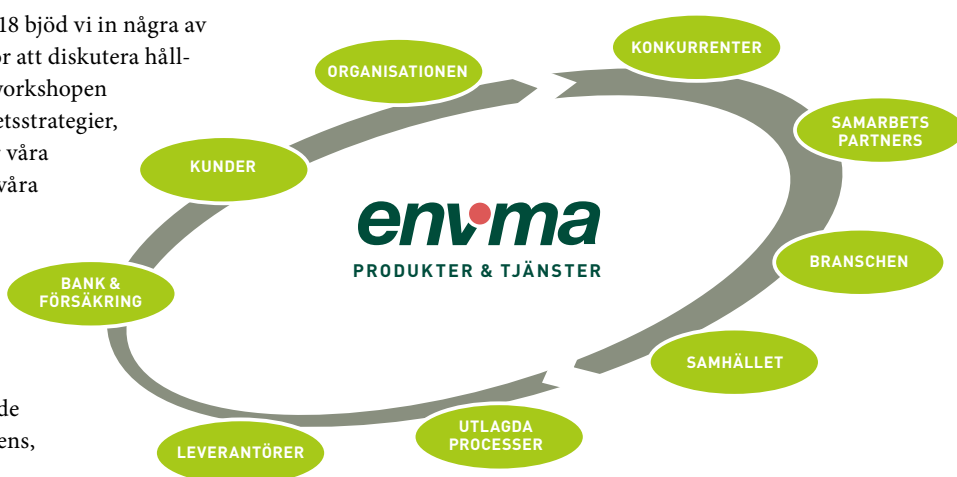 18 bjöd vi in några av
or att diskutera håll-
workshopen
etsstrategier,
våra
våra
de
ens,
ORGANISATIONEN
KONKURRENTER
SAMARBETS
PARTNERS
BRANSCHEN
SAMHÄLLET
UTLAGDA
PROCESSER
LEVERANTÖRER
BANK &
FÖRSÄKRING
KUNDER
envima
PRODUKTER & TJÄNSTER